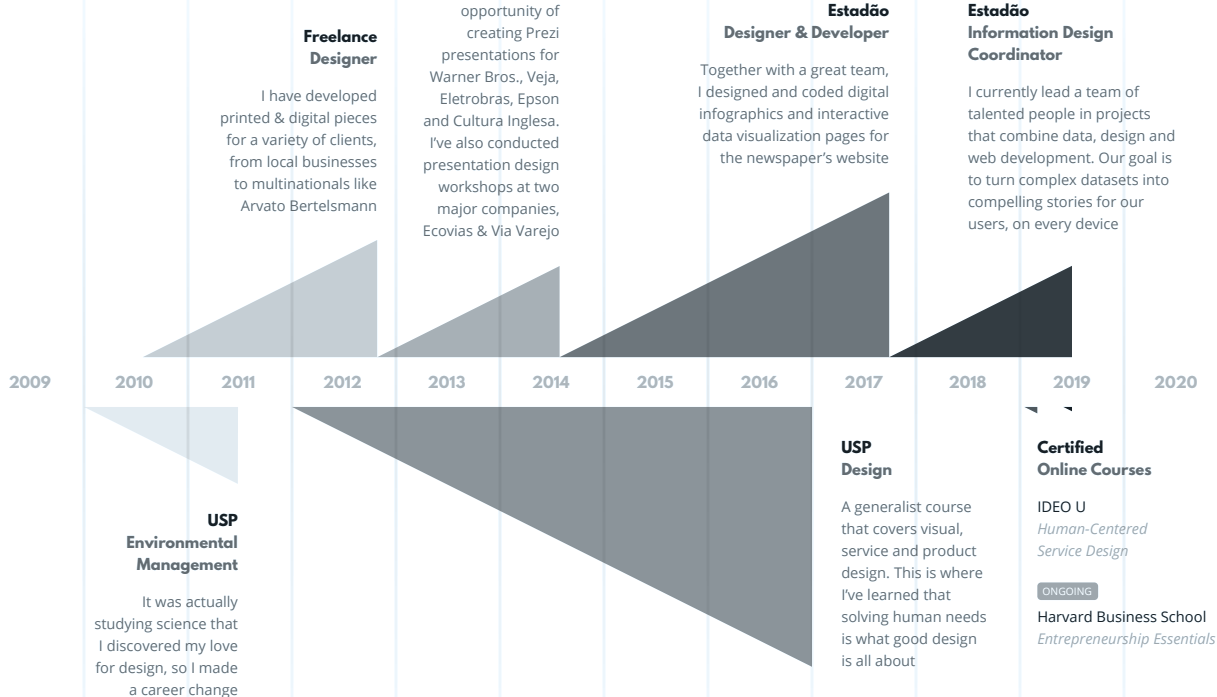 Freelance
Designer
I have developed
printed & digital pieces
for a variety of clients,
from local businesses
to multinationals like
Arvato Bertelsmann
opportunity of
creating Prezi
presentations for
Warner Bros., Veja,
Eletrobras, Epson
and Cultura Inglesa.
I've also conducted
presentation design
workshops at two
major companies,
Ecovias & Via Varejo
Estadão
Designer & Developer
Together with a great team,
I designed and coded digital
infographics and interactive
data visualization pages for
the newspaper's website
Estadão
Information Design
Coordinator
I currently lead a team of
talented people in projects
that combine data, design and
web development. Our goal is
to turn complex datasets into
compelling stories for our
users, on every device
2009 2010 2011 2012 2013 2014 2015 2016 2017 2018 2019 2020
USP
Environmental
Management
It was actually
studying science that
I discovered my love
for design, so I made
a career change
USP
Design
A generalist course
that covers visual,
service and product
design. This is where
I've learned that
solving human needs
is what good design
is all about
Certified
Online Courses
IDEO U
Human-Centered
Service Design
ONGOING
Harvard Business School
Entrepreneurship Essentials